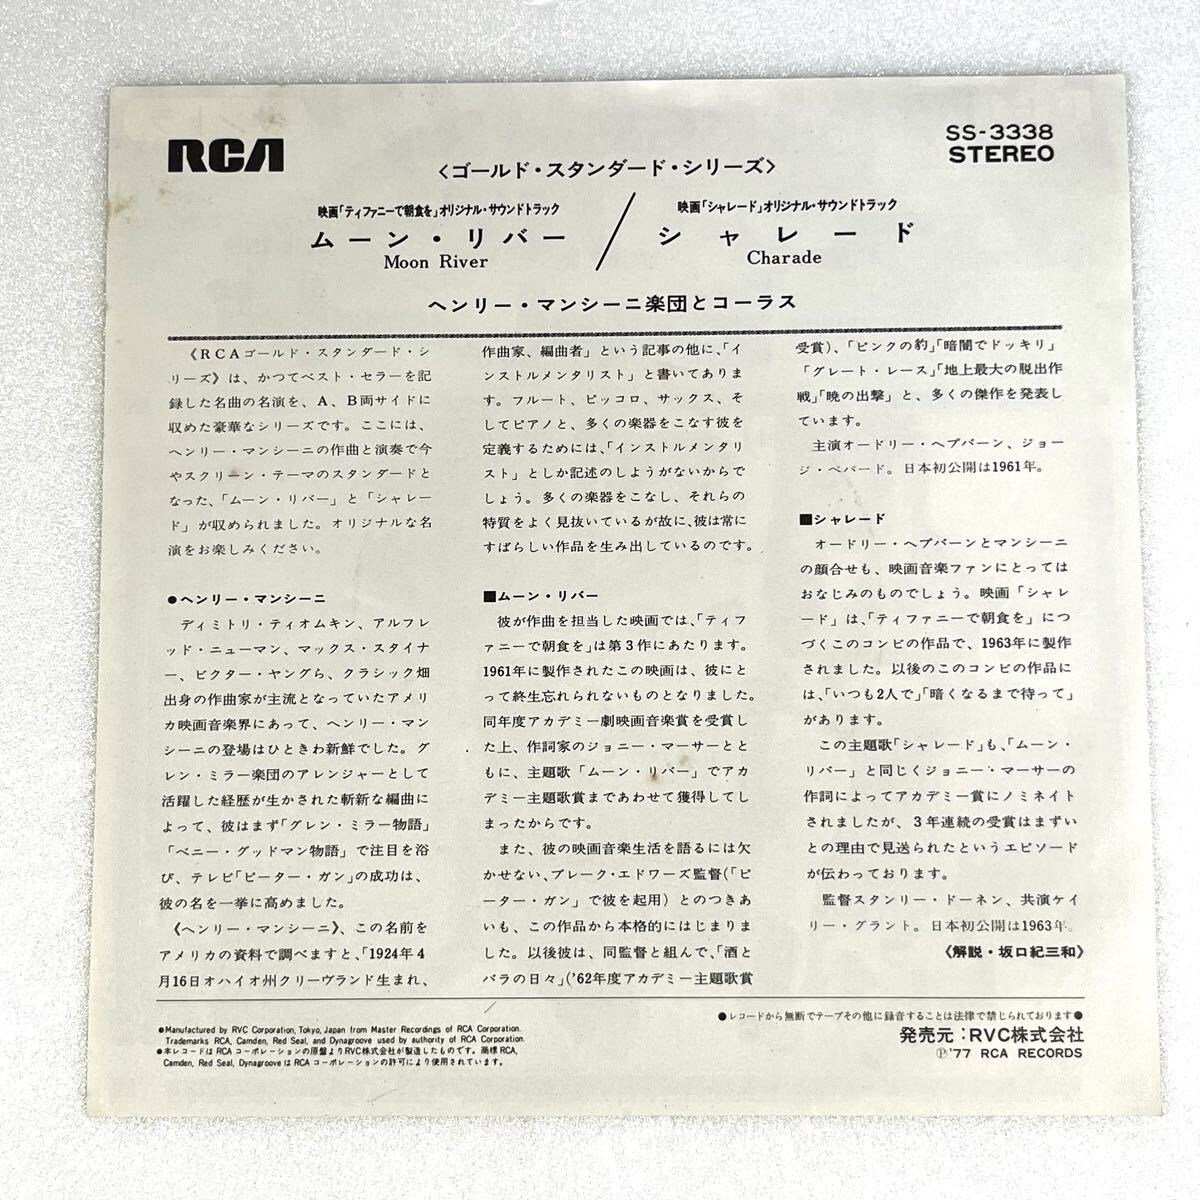 RCA
SS-3338
STEREO
〈ゴールド・スタンダード・シリーズ〉
映画「ティファニーで朝食を」オリジナル・サウンドトラック
ムーン・リバー
Moon River
映画「シャレード」オリジナル・サウンドトラック
シャレード
Charade
ヘンリー・マンシーニ楽団とコーラス
《RCAゴールド・スタンダード・シ
リーズ》は、かつてベスト・セラーを記
録した名曲の名演を、A、B両サイドに
収めた豪華なシリーズです。ここには、
ヘンリー・マンシーニの作曲と演奏で今
やスクリーン・テーマのスタンダードと
なった、「ムーン・リバー」と「シャレー
ド」が収められました。オリジナルな名
演をお楽しみください。
●ヘンリー・マンシーニ
ディミトリ・ティオムキン、アルフレ
ッド・ニューマン、マックス・スタイナ
ー、ビクター・ヤングら、クラシック畑
出身の作曲家が主流となっていたアメリ
カ映画音楽界にあって、ヘンリー・マン
シーニの登場はひときわ新鮮でした。グ
レン・ミラー楽団のアレンジャーとして
活躍した経歴が生かされた斬新な編曲に
よって、彼はまず「グレン・ミラー物語」
「ベニー・グッドマン物語」で注目を浴
び、テレビ「ピーター・ガン」の成功は、
彼の名を一挙に高めました。
《ヘンリー・マンシーニ》、この名前を
アメリカの資料で調べますと、「1924年4
月16日オハイオ州クリーヴランド生まれ、
作曲家、編曲者」という記事の他に、「イ
ンストルメンタリスト」と書いてありま
す。フルート、ピッコロ、サックス、そ
してピアノと、多くの楽器をこなす彼を
定義するためには、「インストルメンタリ
スト」としか記述のしようがないからで
しょう。多くの楽器をこなし、それらの
特質をよく見抜いているが故に、彼は常に
すばらしい作品を生み出しているのです。
■ムーン・リバー
彼が作曲を担当した映画では、「ティフ
ァニーで朝食を」は第3作にあたります。
1961年に製作されたこの映画は、彼にと
って終生忘れられないものとなりました。
同年度アカデミー劇映画音楽賞を受賞し
た上、作詞家のジョニー・マーサーとと
もに、主題歌「ムーン・リバー」でアカ
デミー主題歌賞まであわせて獲得してし
まったからです。
また、彼の映画音楽生活を語るには欠
かせない、ブレーク・エドワーズ監督(「ピ
ーター・ガン」で彼を起用)とのつきあ
いも、この作品から本格的にはじまりま
した。以後彼は、同監督と組んで、「酒と
バラの日々」('62年度アカデミー主題歌賞
受賞)、「ピンクの豹」「暗闇でドッキリ」
「グレート・レース」「地上最大の脱出作
戦」「暁の出撃」と、多くの傑作を発表し
ています。
主演オードリー・ヘプバーン、ジョー
ジ・ペパード。日本初公開は1961年。
■シャレード
オードリー・ヘプバーンとマンシーニ
の顔合せも、映画音楽ファンにとっては
おなじみのものでしょう。映画「シャレ
ード」は、「ティファニーで朝食を」につ
づくこのコンビの作品で、1963年に製作
されました。以後のこのコンビの作品に
は、「いつも2人で」「暗くなるまで待って」
があります。
この主題歌「シャレード」も、「ムーン・
リバー」と同じくジョニー・マーサーの
作詞によってアカデミー賞にノミネイト
されましたが、3年連続の受賞はまずい
との理由で見送られたというエピソード
が伝わっております。
監督スタンリー・ドーネン、共演ケイ
リー・グラント。日本初公開は1963年。
《解説・坂口紀三和》
●Manufactured by RVC Corporation, Tokyo, Japan from Master Recordings of RCA Corporation.
Trademarks RCA, Camden, Red Seal, and Dynagroove used by authority of RCA Corporation.
●本レコードはRCAコーポレーションの原盤よりRVC株式会社が製造したものです。商標RCA,
Camden, Red Seal, DynagrooveはRCAコーポレーションの許可により使用されています。
●レコードから無断でテープその他に録音することは法律で禁じられております●
発売元：RVC株式会社
Ⓟ'77 RCA RECORDS